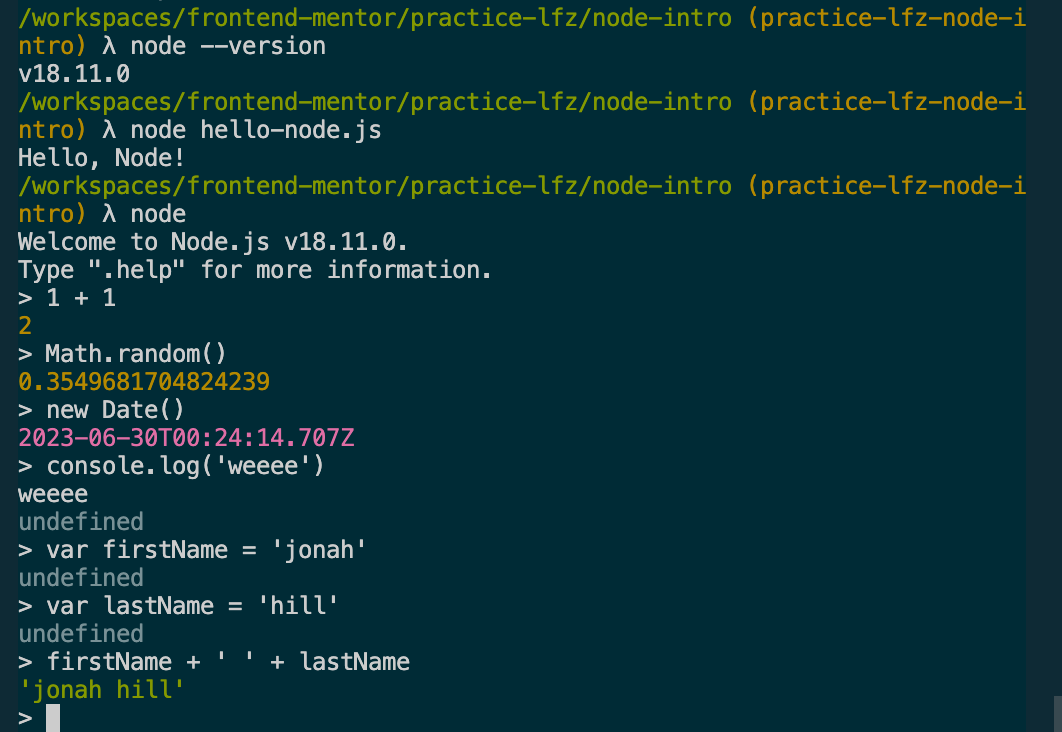 /workspaces/frontend-mentor/practice-lfz/node-intro (practice-lfz-node-i
ntro) λ node --version
v18.11.0
/workspaces/frontend-mentor/practice-lfz/node-intro (practice-lfz-node-i
ntro) λ node hello-node.js
Hello, Node!
/workspaces/frontend-mentor/practice-lfz/node-intro (practice-lfz-node-i
ntro) λ node
Welcome to Node.js v18.11.0.
Type ".help" for more information.
> 1 + 1
2
> Math.random()
0.3549681704824239
> new Date()
2023-06-30T00:24:14.707Z
> console.log('weeee')
weeee
undefined
> var firstName = 'jonah'
undefined
> var lastName = 'hill'
undefined
> firstName + ' ' + lastName
'jonah hill'
>